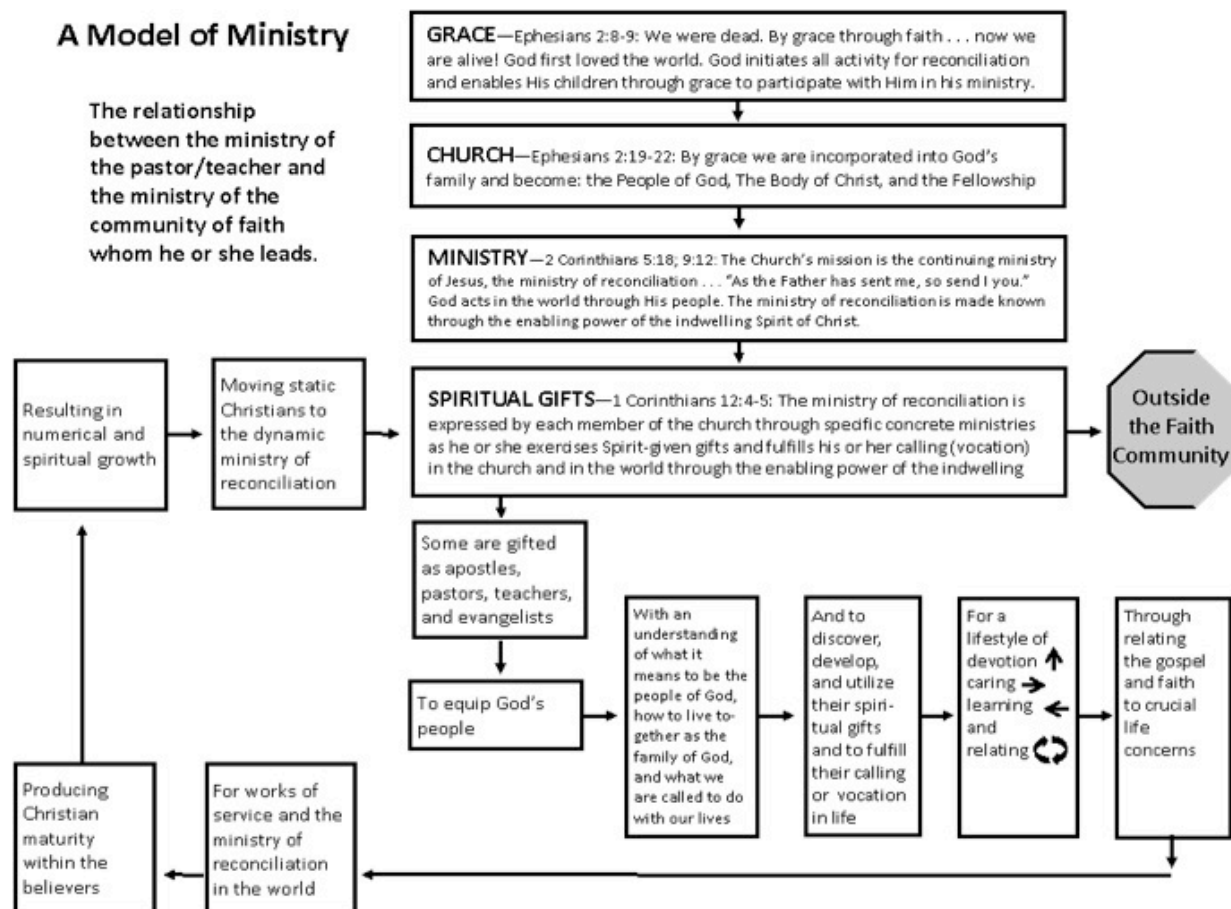 A Model of Ministry
The relationship
between the ministry of
the pastor/teacher and
the ministry of the
community of faith
whom he or she leads.
GRACE—Ephesians 2:8-9: We were dead. By grace through faith . . . now we
are alive! God first loved the world. God initiates all activity for reconciliation
and enables His children through grace to participate with Him in his ministry.
CHURCH—Ephesians 2:19-22: By grace we are incorporated into God's
family and become: the People of God, The Body of Christ, and the Fellowship
MINISTRY—2 Corinthians 5:18; 9:12: The Church's mission is the continuing ministry
of Jesus, the ministry of reconciliation . . . "As the Father has sent me, so send I you."
God acts in the world through His people. The ministry of reconciliation is made known
through the enabling power of the indwelling Spirit of Christ.
Resulting in
numerical and
spiritual growth
Moving static
Christians to
the dynamic
ministry of
reconciliation
SPIRITUAL GIFTS—1 Corinthians 12:4-5: The ministry of reconciliation is
expressed by each member of the church through specific concrete ministries
as he or she exercises Spirit-given gifts and fulfills his or her calling (vocation)
in the church and in the world through the enabling power of the indwelling
Outside
the Faith
Community
Some are gifted
as apostles,
pastors, teachers,
and evangelists
To equip God's
people
With an
understanding
of what it
means to be the
people of God,
how to live to-
gether as the
family of God,
and what we
are called to do
with our lives
And to
discover,
develop,
and utilize
their spiri-
tual gifts
and to fulfill
their calling
or vocation
in life
For a
lifestyle of
devotion
caring
learning
and
relating
Through
relating
the gospel
and faith
to crucial
life
concerns
Producing
Christian
maturity
within the
believers
For works of
service and the
ministry of
reconciliation
in the world